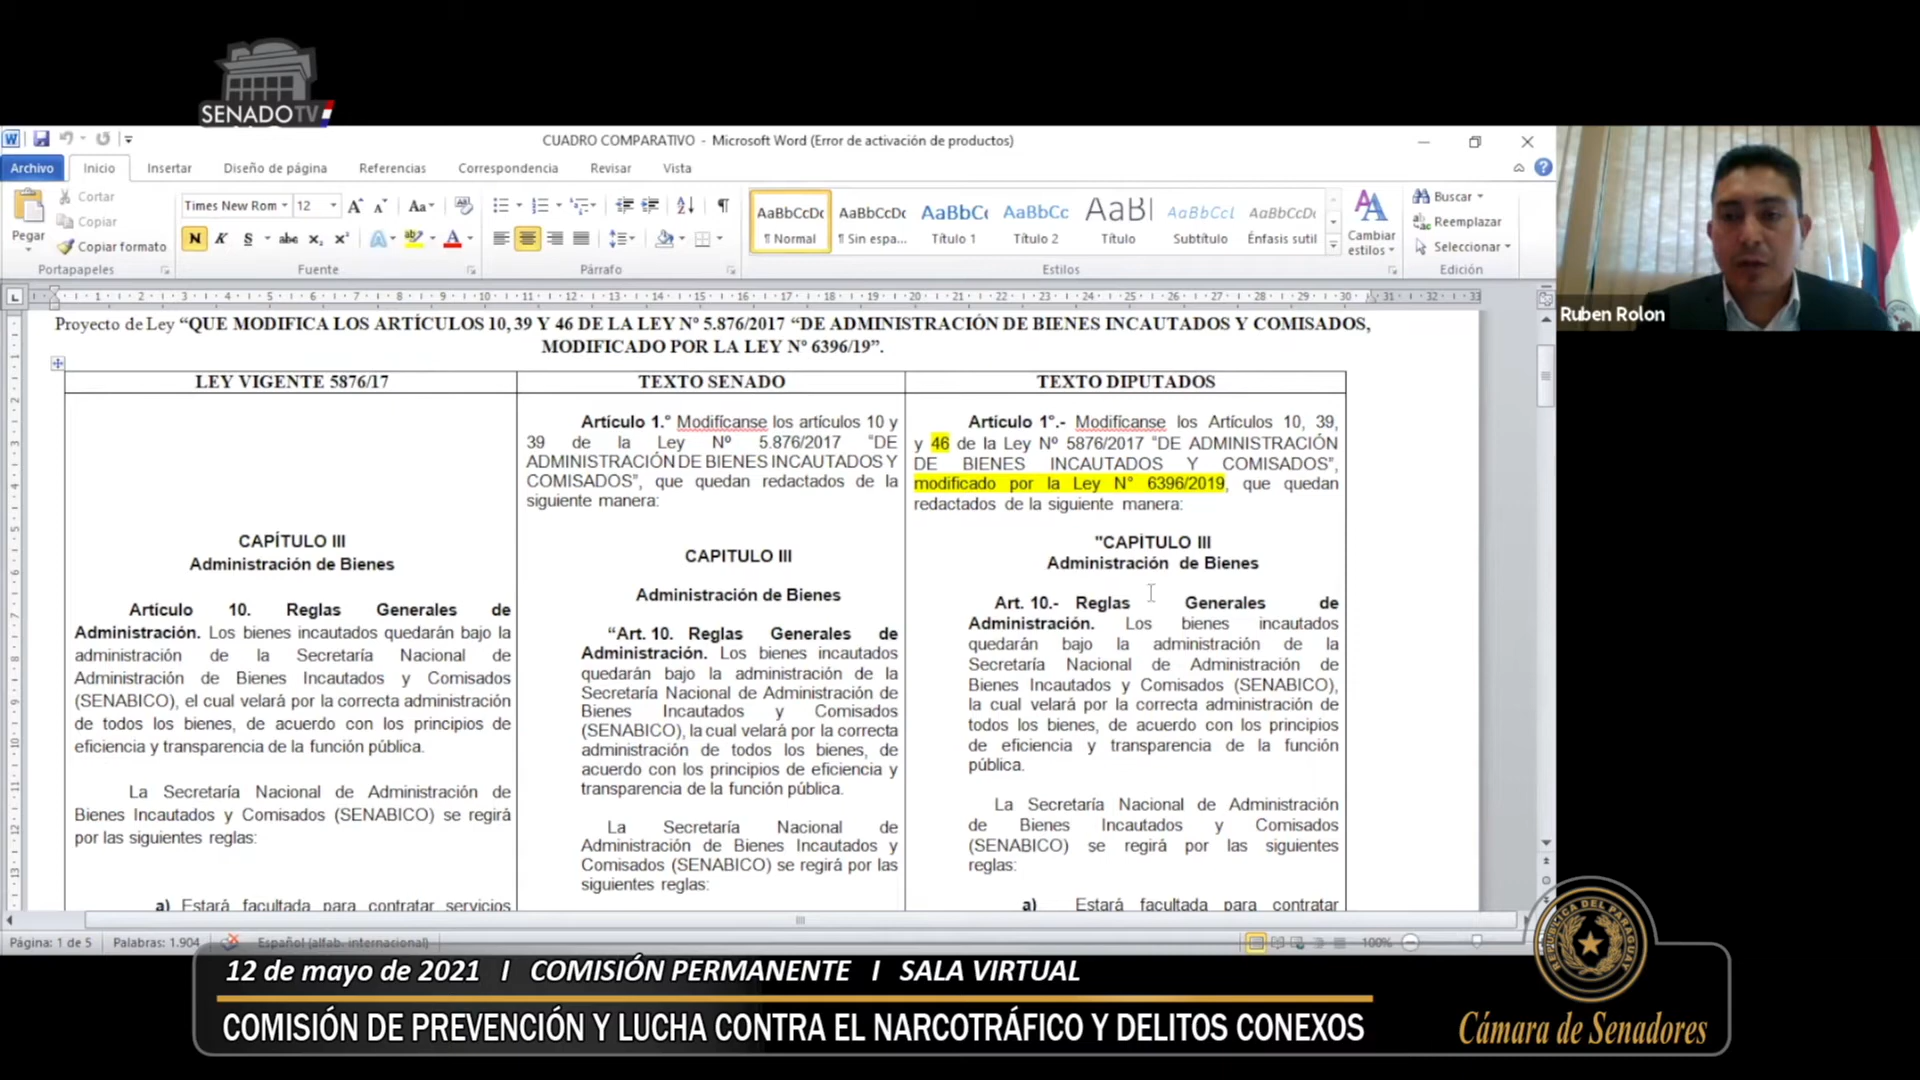 SENADOTV
CUADRO COMPARATIVO - Microsoft Word (Error de activación de productos)
Archivo Inicio Insertar Diseño de página Referencias Correspondencia Revisar Vista
Pegar
Cortar
Copiar
Copiar formato
Portapapeles
Times New Rom 12
Fuente
Párrafo
AaBbCcDc AaBbCcDc AaBbC AaBbCc AaB AaBbCcL AaBbCcDc
¶ Normal ¶ Sin espa... Título 1 Título 2 Título Subtítulo Énfasis sutil
Estilos
Cambiar
estilos
Buscar
Reemplazar
Seleccionar
Edición
Ruben Rolon
Proyecto de Ley “QUE MODIFICA LOS ARTÍCULOS 10, 39 Y 46 DE LA LEY Nº 5.876/2017 “DE ADMINISTRACIÓN DE BIENES INCAUTADOS Y COMISADOS,
MODIFICADO POR LA LEY Nº 6396/19”.
LEY VIGENTE 5876/17
CAPÍTULO III
Administración de Bienes
Artículo 10. Reglas Generales de
Administración. Los bienes incautados quedarán bajo la
administración de la Secretaría Nacional de
Administración de Bienes Incautados y Comisados
(SENABICO), el cual velará por la correcta administración
de todos los bienes, de acuerdo con los principios de
eficiencia y transparencia de la función pública.
La Secretaría Nacional de Administración de
Bienes Incautados y Comisados (SENABICO) se regirá
por las siguientes reglas:
a) Estará facultada para contratar servicios
TEXTO SENADO
Artículo 1.° Modifícanse los artículos 10 y
39 de la Ley Nº 5.876/2017 “DE
ADMINISTRACIÓN DE BIENES INCAUTADOS Y
COMISADOS”, que quedan redactados de la
siguiente manera:
CAPITULO III
Administración de Bienes
“Art. 10. Reglas Generales de
Administración. Los bienes incautados
quedarán bajo la administración de la
Secretaría Nacional de Administración de
Bienes Incautados y Comisados
(SENABICO), la cual velará por la correcta
administración de todos los bienes, de
acuerdo con los principios de eficiencia y
transparencia de la función pública.
La Secretaría Nacional de
Administración de Bienes Incautados y
Comisados (SENABICO) se regirá por las
siguientes reglas:
TEXTO DIPUTADOS
Artículo 1°.- Modifícanse los Artículos 10, 39,
y 46 de la Ley Nº 5876/2017 “DE ADMINISTRACIÓN
DE BIENES INCAUTADOS Y COMISADOS”,
modificado por la Ley N° 6396/2019, que quedan
redactados de la siguiente manera:
"CAPÍTULO III
Administración de Bienes
Art. 10.- Reglas Generales de
Administración. Los bienes incautados
quedarán bajo la administración de la
Secretaría Nacional de Administración de
Bienes Incautados y Comisados (SENABICO),
la cual velará por la correcta administración de
todos los bienes, de acuerdo con los principios
de eficiencia y transparencia de la función
pública.
La Secretaría Nacional de Administración
de Bienes Incautados y Comisados
(SENABICO) se regirá por las siguientes
reglas:
a) Estará facultada para contratar
Página: 1 de 5 Palabras: 1.904 Español (alfab. internacional) 100%
12 de mayo de 2021 I COMISIÓN PERMANENTE I SALA VIRTUAL
COMISIÓN DE PREVENCIÓN Y LUCHA CONTRA EL NARCOTRÁFICO Y DELITOS CONEXOS
REPUBLICA DEL PARAGUAY
Cámara de Senadores